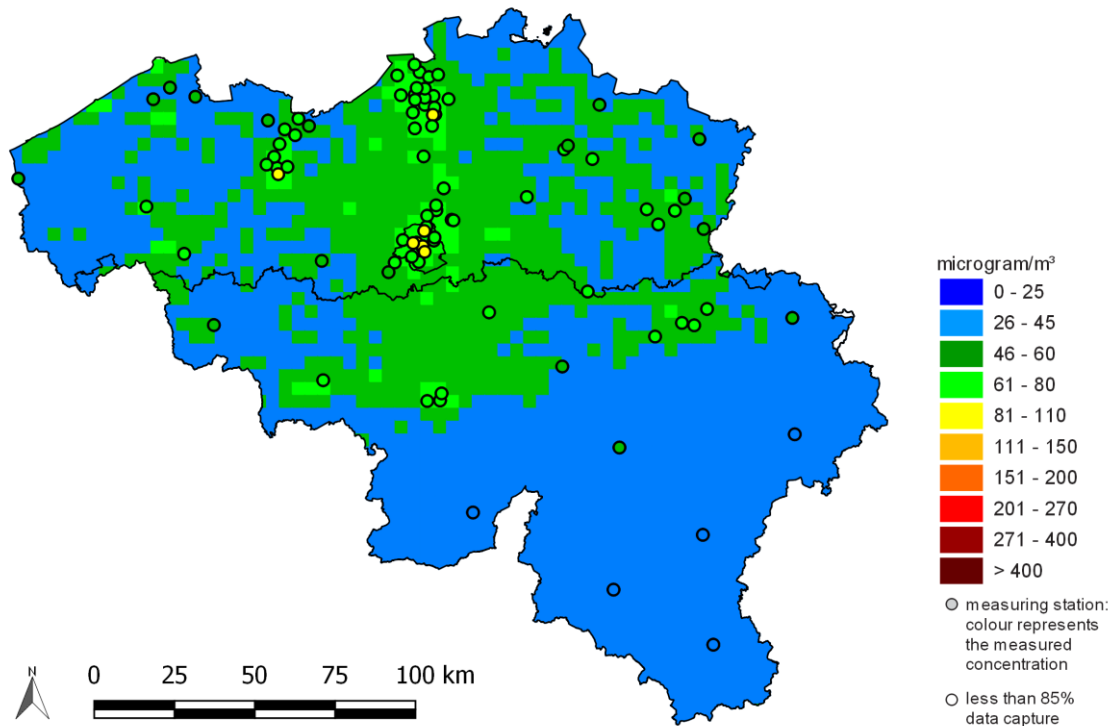 microgram/m³
0 - 25
26 - 45
46 - 60
61 - 80
81 - 110
111 - 150
151 - 200
201 - 270
271 - 400
> 400
measuring station:
colour represents
the measured
concentration
less than 85%
data capture
N
0 25 50 75 100 km